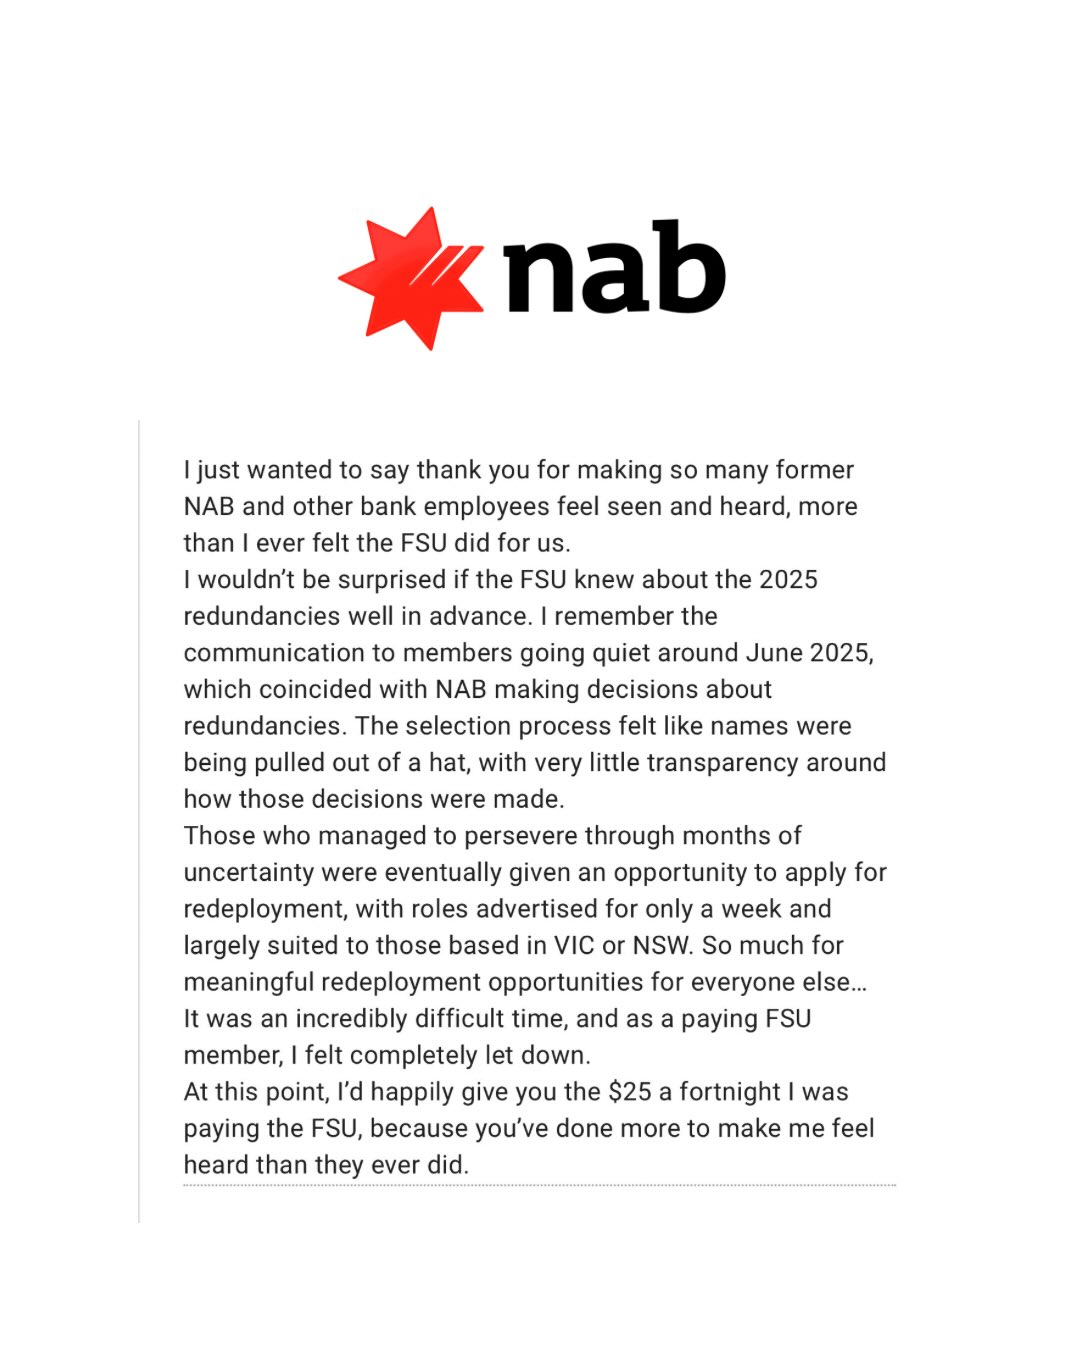 nab
I just wanted to say thank you for making so many former
NAB and other bank employees feel seen and heard, more
than I ever felt the FSU did for us.
I wouldn’t be surprised if the FSU knew about the 2025
redundancies well in advance. I remember the
communication to members going quiet around June 2025,
which coincided with NAB making decisions about
redundancies. The selection process felt like names were
being pulled out of a hat, with very little transparency around
how those decisions were made.
Those who managed to persevere through months of
uncertainty were eventually given an opportunity to apply for
redeployment, with roles advertised for only a week and
largely suited to those based in VIC or NSW. So much for
meaningful redeployment opportunities for everyone else…
It was an incredibly difficult time, and as a paying FSU
member, I felt completely let down.
At this point, I’d happily give you the $25 a fortnight I was
paying the FSU, because you’ve done more to make me feel
heard than they ever did.